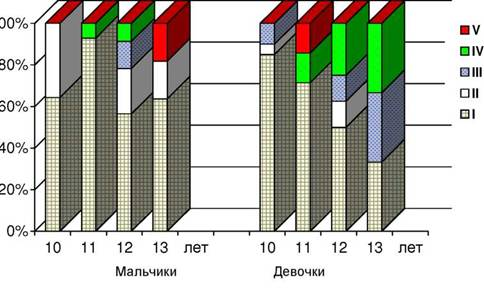 00%
80%
60%
40%
20%
0%
10 11 12 13 лет 10 11 12 13 лет
Мальчики Девочки
V
IV
III
II
I